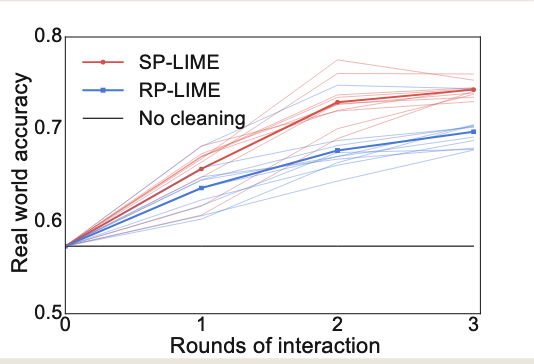 0.8
SP-LIME
RP-LIME
No cleaning
0.7
0.6
0.5
Real world accuracy
0 1 2 3
Rounds of interaction